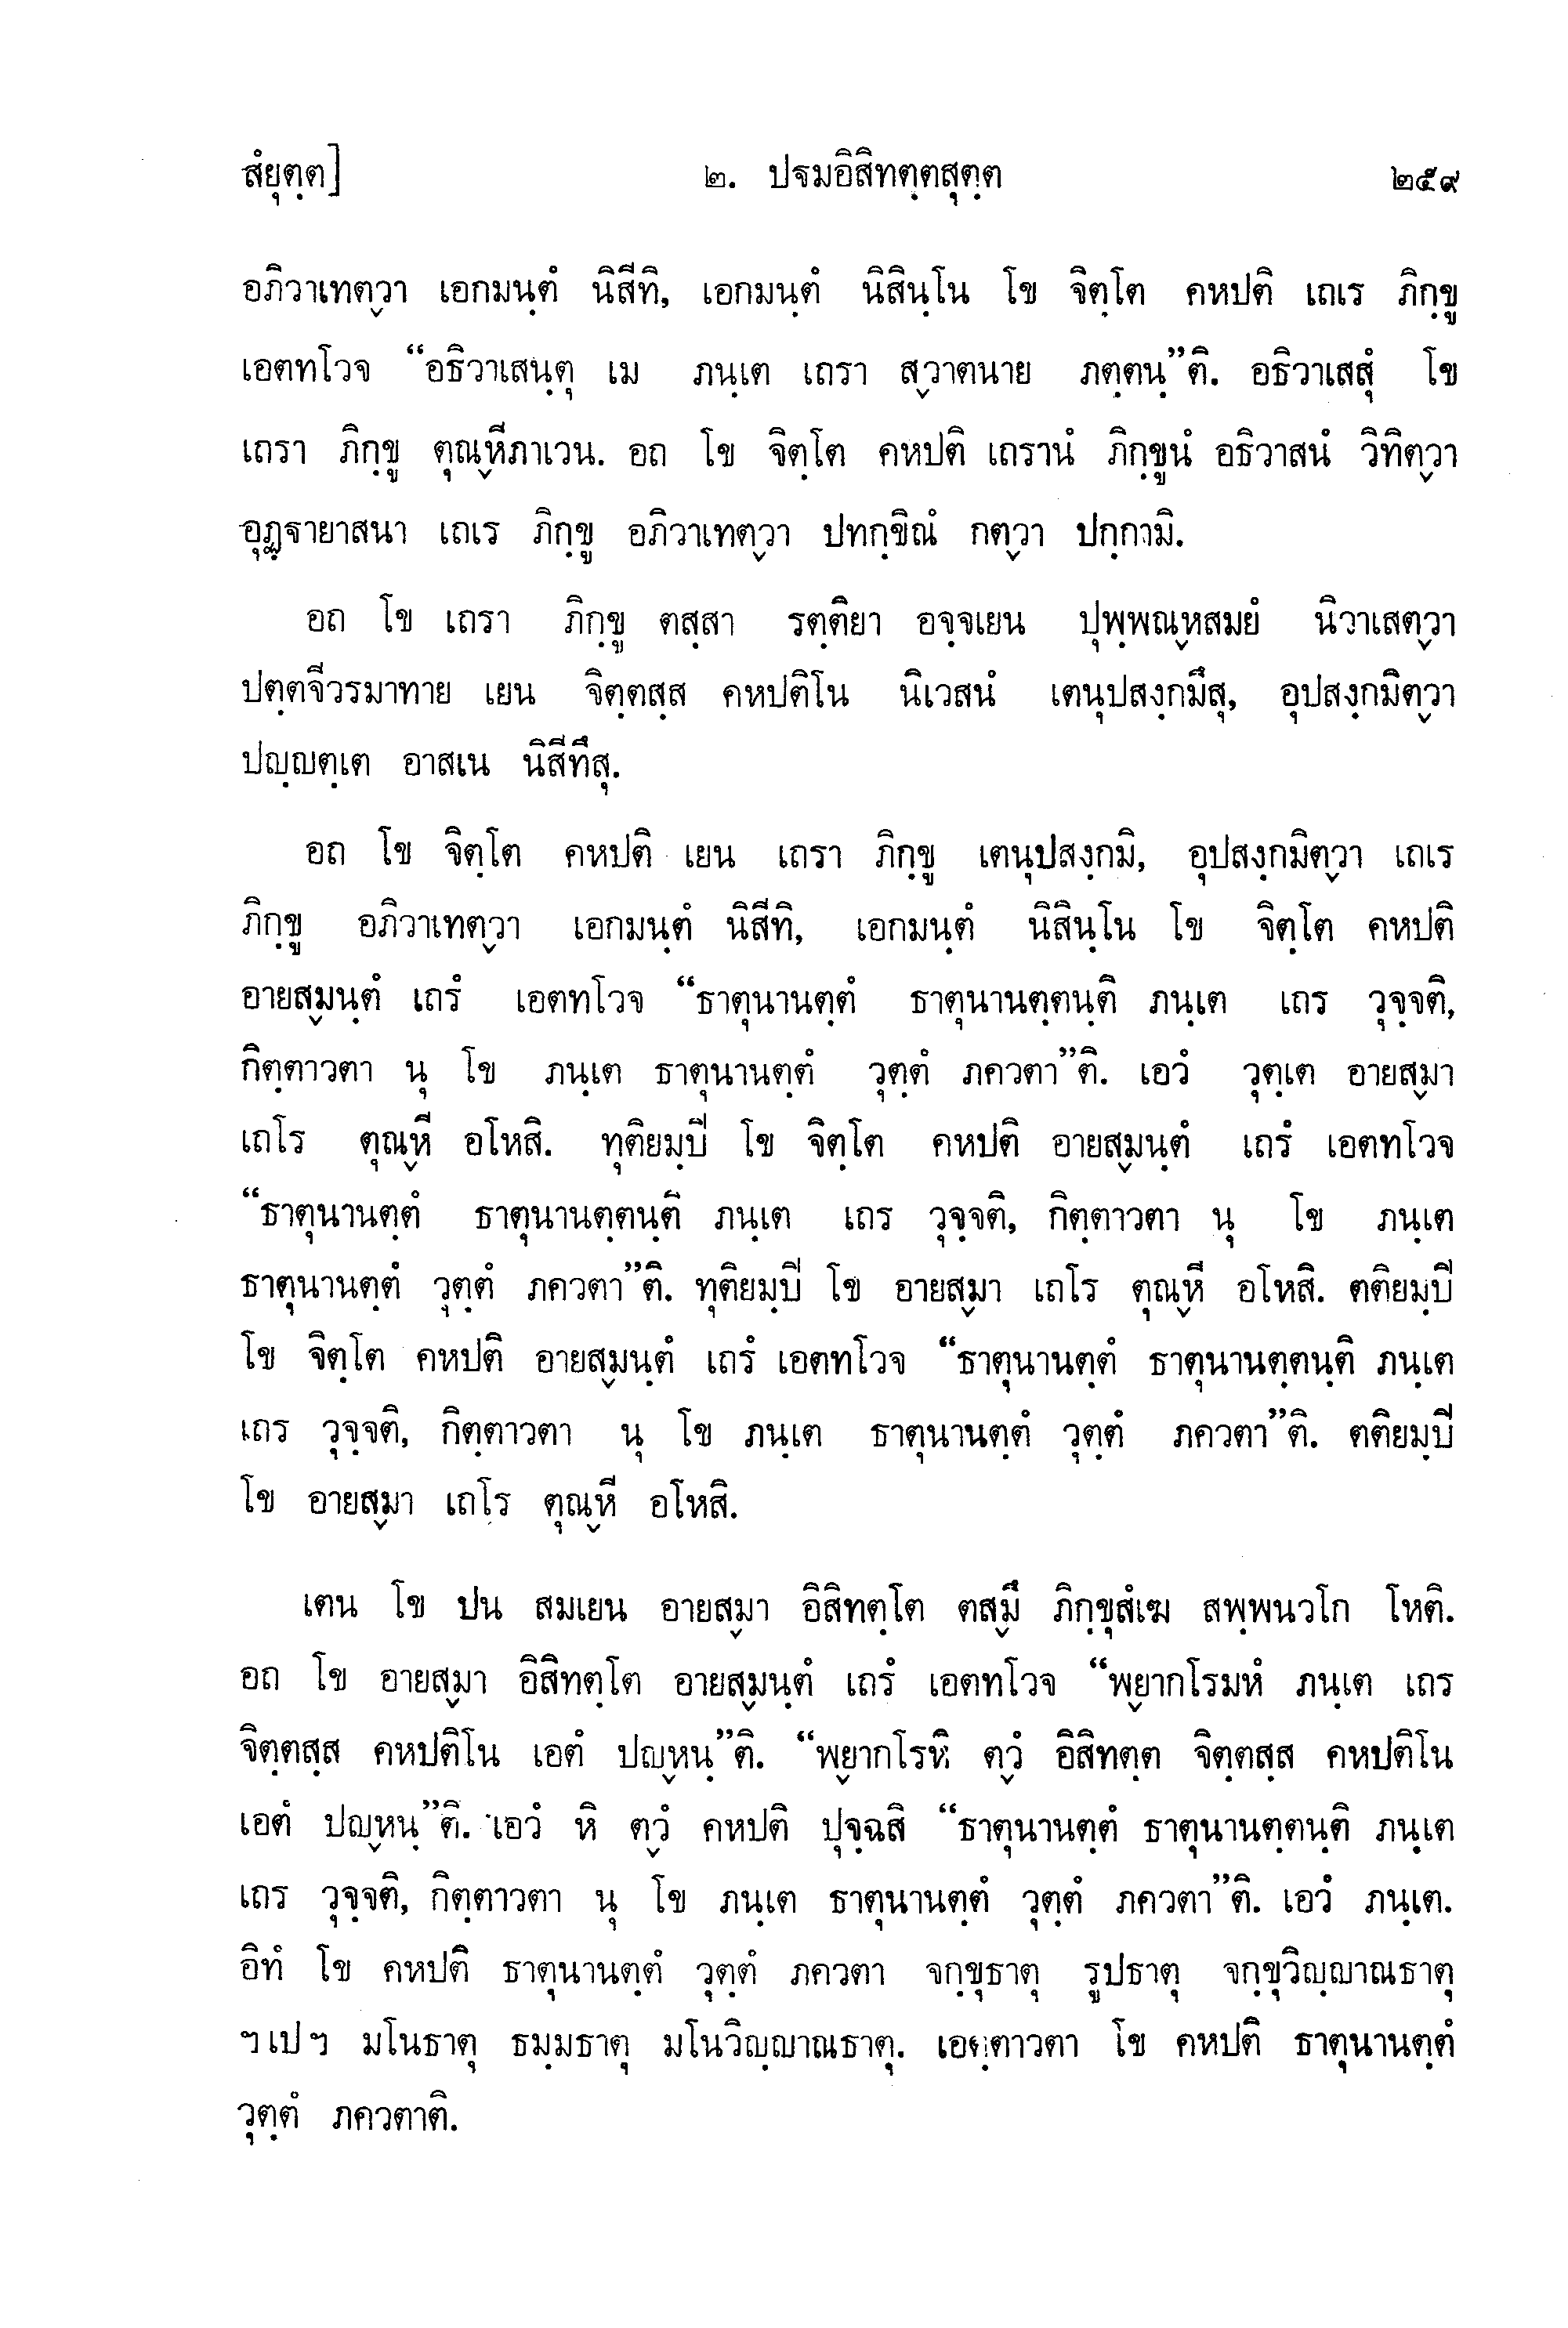 สํยุตฺต] ๒. ปฐมอิสิทตฺตสุตฺต ๒๕๙
อภิวาเทตฺวา เอกมนฺตํ นิสีทิ, เอกมนฺตํ นิสินฺโน โข จิตฺโต คหปติ เถเร ภิกฺขู
เอตทโวจ “อธิวาเสนฺตุ เม ภนฺเต เถรา สฺวาตนาย ภตฺตนฺ”ติ. อธิวาเสสุํ โข
เถรา ภิกฺขู ตุณฺหีภาเวน. อถ โข จิตฺโต คหปติ เถรานํ ภิกฺขูนํ อธิวาสนํ วิทิตฺวา
อุฏฺฐายาสนา เถเร ภิกฺขู อภิวาเทตฺวา ปทกฺขิณํ กตฺวา ปกฺกามิ.
อถ โข เถรา ภิกฺขู ตสฺสา รตฺติยา อจฺจเยน ปุพฺพณฺหสมยํ นิวาเสตฺวา
ปตฺตจีวรมาทาย เยน จิตฺตสฺส คหปติโน นิเวสนํ เตนุปสงฺกมึสุ, อุปสงฺกมิตฺวา
ปญฺญตฺเต อาสเน นิสีทึสุ.
อถ โข จิตฺโต คหปติ เยน เถรา ภิกฺขู เตนุปสงฺกมิ, อุปสงฺกมิตฺวา เถเร
ภิกฺขู อภิวาเทตฺวา เอกมนฺตํ นิสีทิ, เอกมนฺตํ นิสินฺโน โข จิตฺโต คหปติ
อายสฺมนฺตํ เถรํ เอตทโวจ “ธาตุนานตฺตํ ธาตุนานตฺตนฺติ ภนฺเต เถร วุจฺจติ,
กิตฺตาวตา นุ โข ภนฺเต ธาตุนานตฺตํ วุตฺตํ ภควตา”ติ. เอวํ วุตฺเต อายสฺมา
เถโร ตุณฺหี อโหสิ. ทุติยมฺปิ โข จิตฺโต คหปติ อายสฺมนฺตํ เถรํ เอตทโวจ
“ธาตุนานตฺตํ ธาตุนานตฺตนฺติ ภนฺเต เถร วุจฺจติ, กิตฺตาวตา นุ โข ภนฺเต
ธาตุนานตฺตํ วุตฺตํ ภควตา”ติ. ทุติยมฺปิ โข อายสฺมา เถโร ตุณฺหี อโหสิ. ตติยมฺปิ
โข จิตฺโต คหปติ อายสฺมนฺตํ เถรํ เอตทโวจ “ธาตุนานตฺตํ ธาตุนานตฺตนฺติ ภนฺเต
เถร วุจฺจติ, กิตฺตาวตา นุ โข ภนฺเต ธาตุนานตฺตํ วุตฺตํ ภควตา”ติ. ตติยมฺปิ
โข อายสฺมา เถโร ตุณฺหี อโหสิ.
เตน โข ปน สมเยน อายสฺมา อิสิทตฺโต ตสฺมึ ภิกฺขุสํเฆ สพฺพนวโก โหติ.
อถ โข อายสฺมา อิสิทตฺโต อายสฺมนฺตํ เถรํ เอตทโวจ “พฺยากโรมหํ ภนฺเต เถร
จิตฺตสฺส คหปติโน เอตํ ปญฺหนฺ”ติ. “พฺยากโรหิ ตฺวํ อิสิทตฺต จิตฺตสฺส คหปติโน
เอตํ ปญฺหนฺ”ติ. เอวํ หิ ตฺวํ คหปติ ปุจฺฉสิ “ธาตุนานตฺตํ ธาตุนานตฺตนฺติ ภนฺเต
เถร วุจฺจติ, กิตฺตาวตา นุ โข ภนฺเต ธาตุนานตฺตํ วุตฺตํ ภควตา”ติ. เอวํ ภนฺเต.
อิทํ โข คหปติ ธาตุนานตฺตํ วุตฺตํ ภควตา จกฺขุธาตุ รูปธาตุ จกฺขุวิญฺญาณธาตุ
ฯเปฯ มโนธาตุ ธมฺมธาตุ มโนวิญฺญาณธาตุ. เอตฺตาวตา โข คหปติ ธาตุนานตฺตํ
วุตฺตํ ภควตาติ.